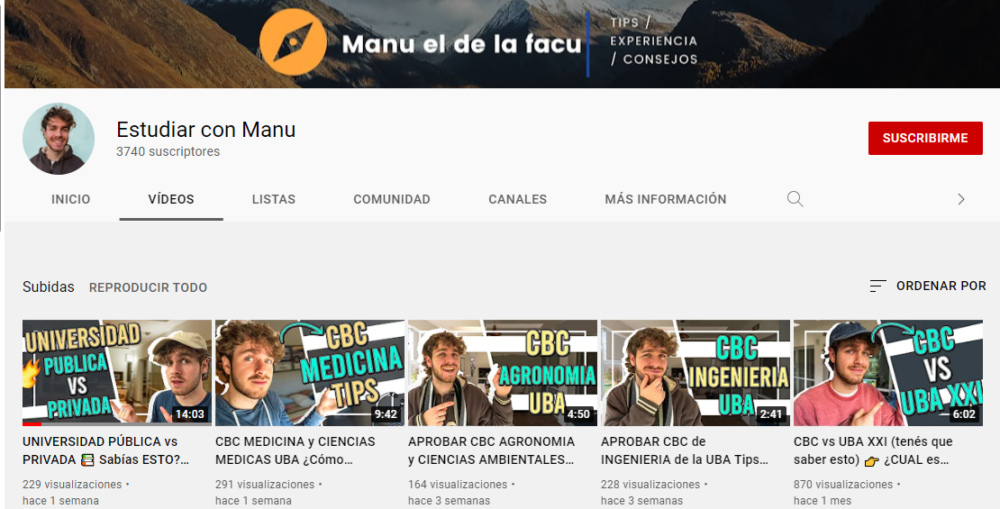 Manu el de la facu
TIPS /
EXPERIENCIA
/ CONSEJOS
Estudiar con Manu
3740 suscriptores
SUSCRIBIRME
INICIO
VÍDEOS
LISTAS
COMUNIDAD
CANALES
MÁS INFORMACIÓN
Subidas
REPRODUCIR TODO
ORDENAR POR
UNIVERSIDAD
PUBLICA
VS
PRIVADA
14:03
UNIVERSIDAD PÚBLICA vs
PRIVADA 📚 Sabías ESTO?...
229 visualizaciones •
hace 1 semana
CBC
MEDICINA
TIPS
9:42
CBC MEDICINA y CIENCIAS
MEDICAS UBA ¿Cómo...
291 visualizaciones •
hace 1 semana
CBC
AGRONOMIA
UBA
4:50
APROBAR CBC AGRONOMIA
y CIENCIAS AMBIENTALES...
164 visualizaciones •
hace 3 semanas
CBC
INGENIERIA
UBA
2:41
APROBAR CBC de
INGENIERIA de la UBA Tips...
228 visualizaciones •
hace 3 semanas
CBC
VS
UBA XXI
6:02
CBC vs UBA XXI (tenés que
saber esto) 👉 ¿CUAL es...
870 visualizaciones •
hace 1 mes